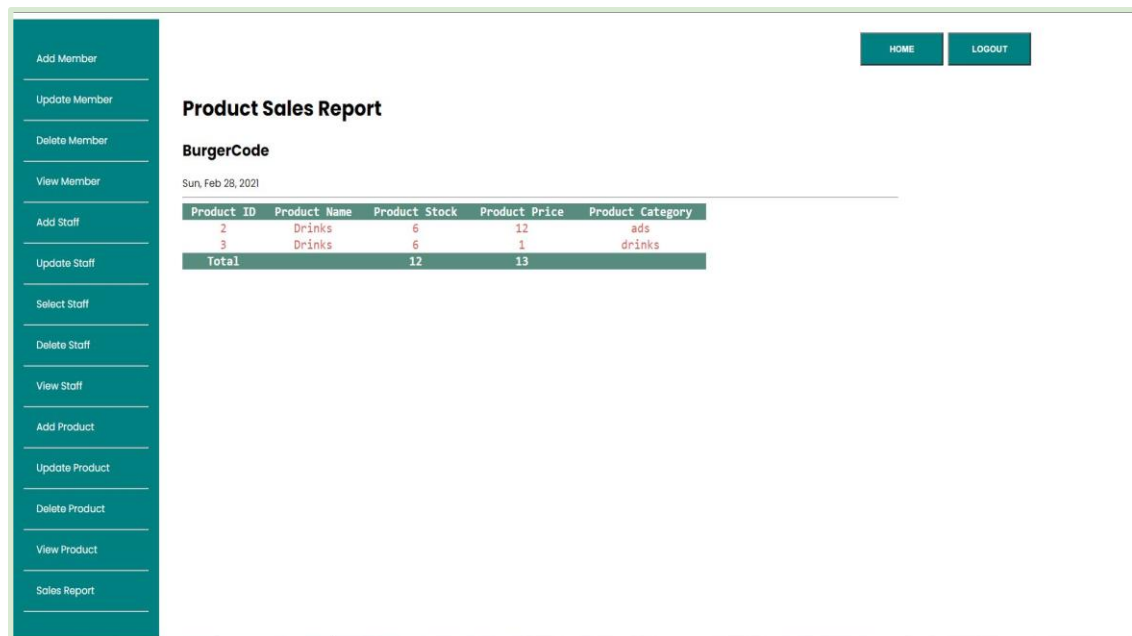 HOME LOGOUT
Add Member
Update Member
Delete Member
View Member
Add Staff
Update Staff
Select Staff
Delete Staff
View Staff
Add Product
Update Product
Delete Product
View Product
Sales Report
Product Sales Report
BurgerCode
Sun, Feb 28, 2021
Product ID Product Name Product Stock Product Price Product Category
2 Drinks 6 12 ads
3 Drinks 6 1 drinks
Total 12 13